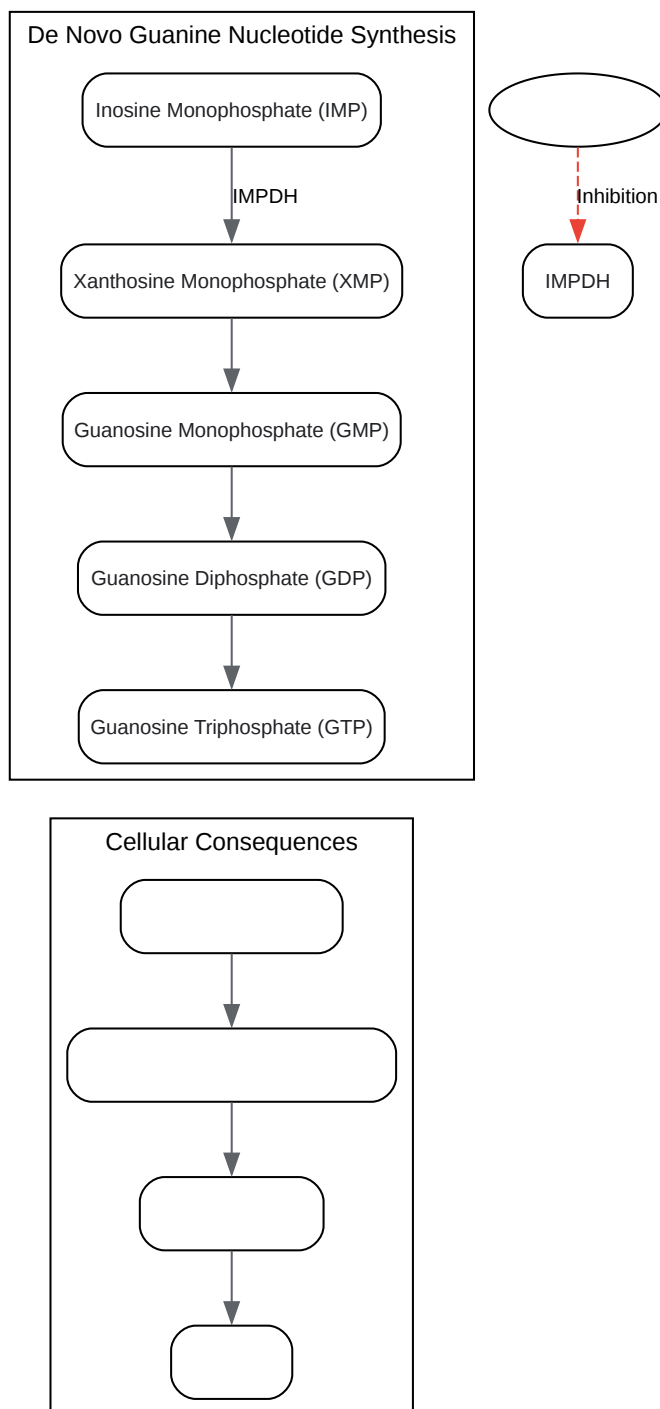 De Novo Guanine Nucleotide Synthesis
Inosine Monophosphate (IMP)
IMPDH
Inhibition
Xanthosine Monophosphate (XMP)
IMPDH
Guanosine Monophosphate (GMP)
Guanosine Diphosphate (GDP)
Guanosine Triphosphate (GTP)
Cellular Consequences